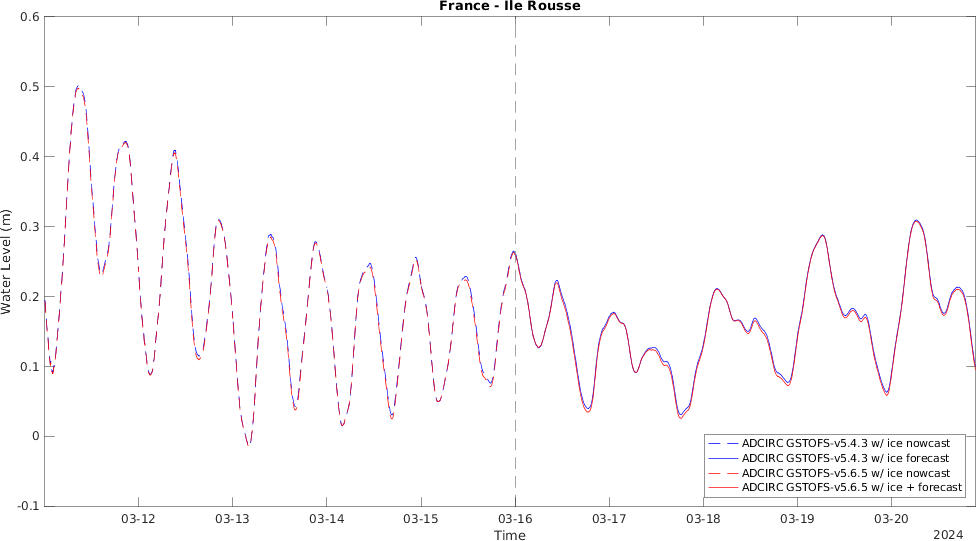 France - Ile Rousse
0.6
0.5
0.4
0.3
0.2
0.1
0
-0.1
Water Level (m)
ADCIRC GSTOFS-v5.4.3 w/ ice nowcast
ADCIRC GSTOFS-v5.4.3 w/ ice forecast
ADCIRC GSTOFS-v5.6.5 w/ ice nowcast
ADCIRC GSTOFS-v5.6.5 w/ ice + forecast
03-12 03-13 03-14 03-15 03-16 03-17 03-18 03-19 03-20
Time
2024